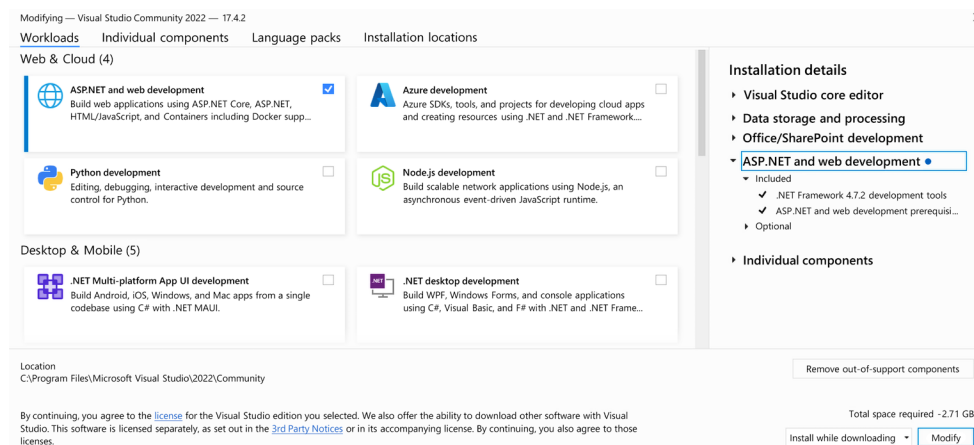 Modifying — Visual Studio Community 2022 — 17.4.2
Workloads Individual components Language packs Installation locations
Web & Cloud (4)
ASP.NET and web development
Build web applications using ASP.NET Core, ASP.NET,
HTML/JavaScript, and Containers including Docker supp...
Azure development
Azure SDKs, tools, and projects for developing cloud apps
and creating resources using .NET and .NET Framework....
Python development
Editing, debugging, interactive development and source
control for Python.
Node.js development
Build scalable network applications using Node.js, an
asynchronous event-driven JavaScript runtime.
Desktop & Mobile (5)
.NET Multi-platform App UI development
Build Android, iOS, Windows, and Mac apps from a single
codebase using C# with .NET MAUI.
.NET
.NET desktop development
Build WPF, Windows Forms, and console applications
using C#, Visual Basic, and F# with .NET and .NET Frame...
Installation details
Visual Studio core editor
Data storage and processing
Office/SharePoint development
ASP.NET and web development
Included
.NET Framework 4.7.2 development tools
ASP.NET and web development prerequisi...
Optional
Individual components
Location
C:\Program Files\Microsoft Visual Studio\2022\Community
Remove out-of-support components
By continuing, you agree to the license for the Visual Studio edition you selected. We also offer the ability to download other software with Visual
Studio. This software is licensed separately, as set out in the 3rd Party Notices or in its accompanying license. By continuing, you also agree to those
licenses.
Total space required -2.71 GB
Install while downloading Modify